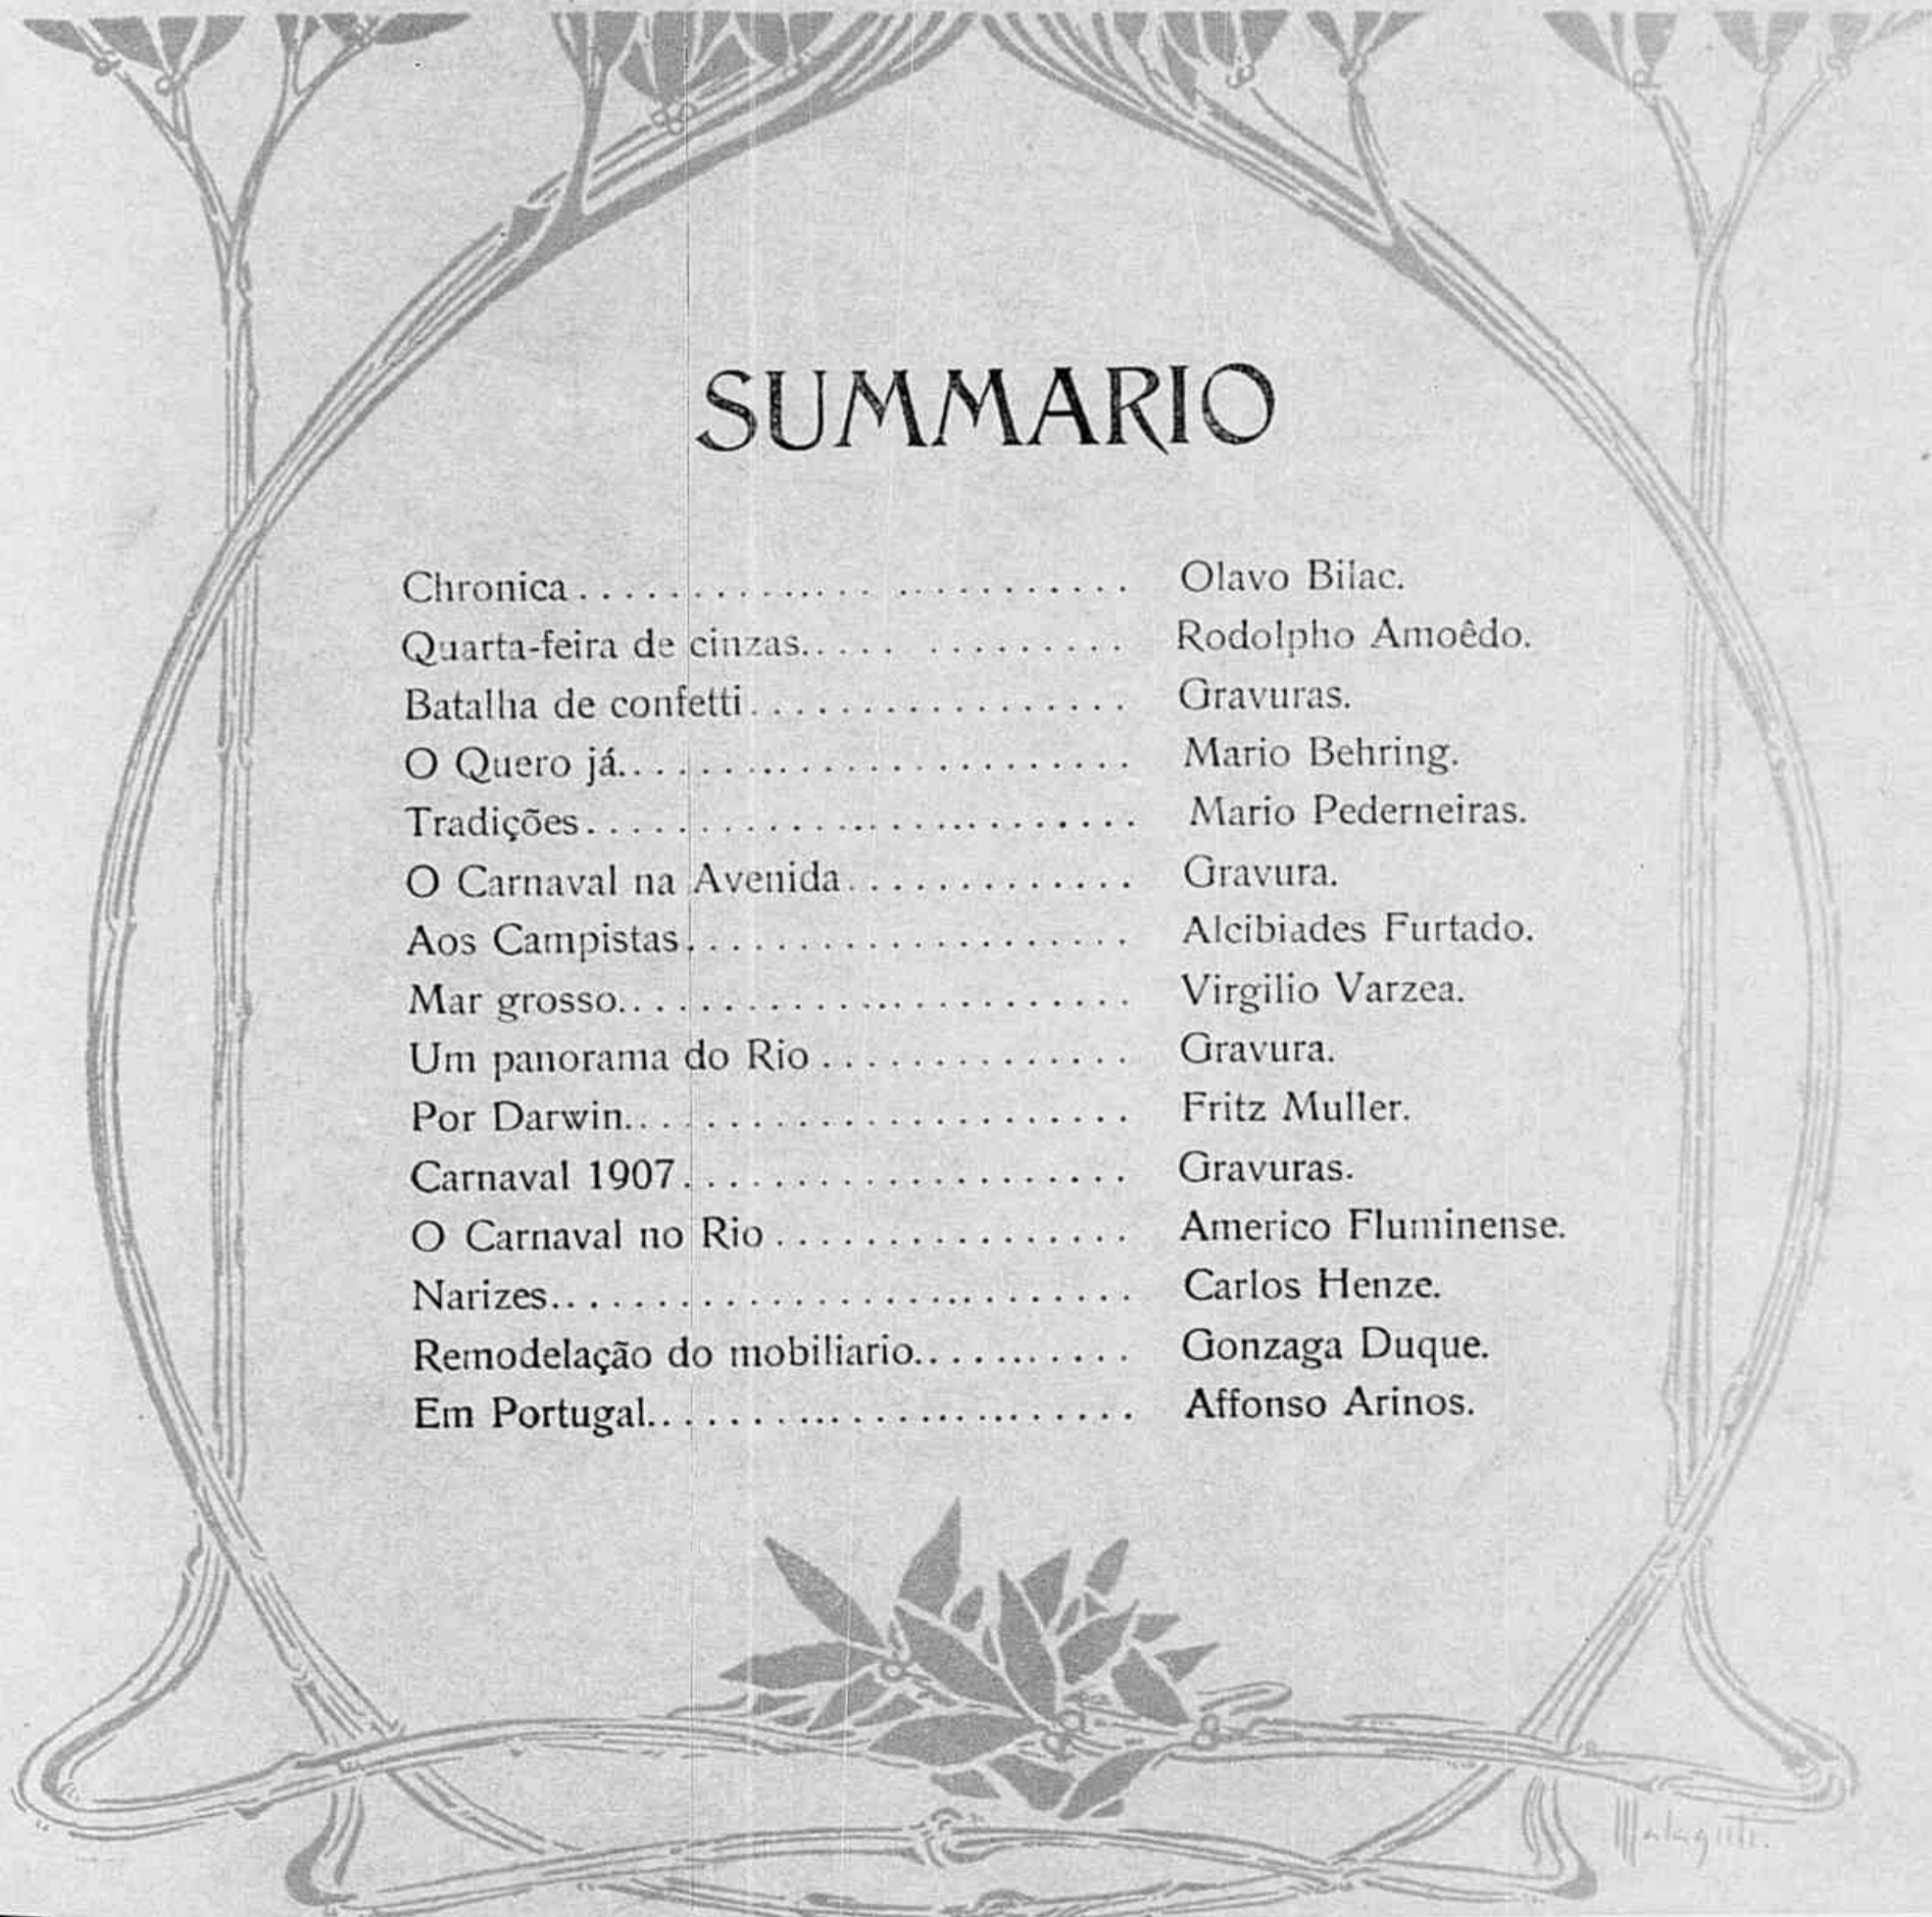 SUMMARIO
Chronica . . . . . . . . . . . . . . . . . . . . . . . . Olavo Bilac.
Quarta-feira de cinzas. . . . . . . . . . . . . . . Rodolpho Amoêdo.
Batalha de confetti . . . . . . . . . . . . . . . . . Gravuras.
O Quero já. . . . . . . . . . . . . . . . . . . . . . . Mario Behring.
Tradições . . . . . . . . . . . . . . . . . . . . . . . Mario Pederneiras.
O Carnaval na Avenida . . . . . . . . . . . . . Gravura.
Aos Campistas . . . . . . . . . . . . . . . . . . . . Alcibiades Furtado.
Mar grosso. . . . . . . . . . . . . . . . . . . . . . . Virgilio Varzea.
Um panorama do Rio . . . . . . . . . . . . . . Gravura.
Por Darwin. . . . . . . . . . . . . . . . . . . . . . . Fritz Muller.
Carnaval 1907 . . . . . . . . . . . . . . . . . . . . Gravuras.
O Carnaval no Rio . . . . . . . . . . . . . . . . Americo Fluminense.
Narizes. . . . . . . . . . . . . . . . . . . . . . . . . . Carlos Henze.
Remodelação do mobiliario. . . . . . . . . . . Gonzaga Duque.
Em Portugal. . . . . . . . . . . . . . . . . . . . . . Affonso Arinos.